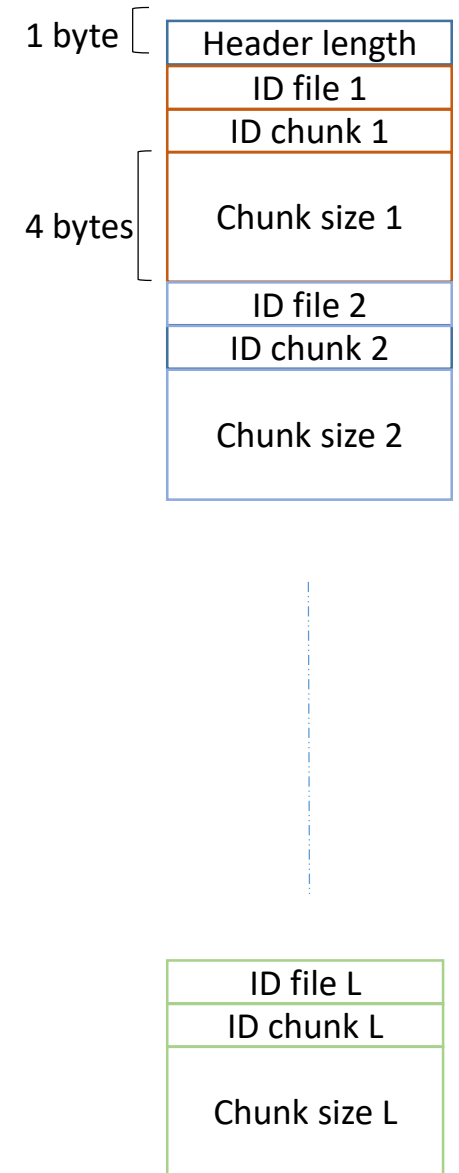 1 byte
Header length
ID file 1
ID chunk 1
4 bytes
Chunk size 1
ID file 2
ID chunk 2
Chunk size 2
ID file L
ID chunk L
Chunk size L